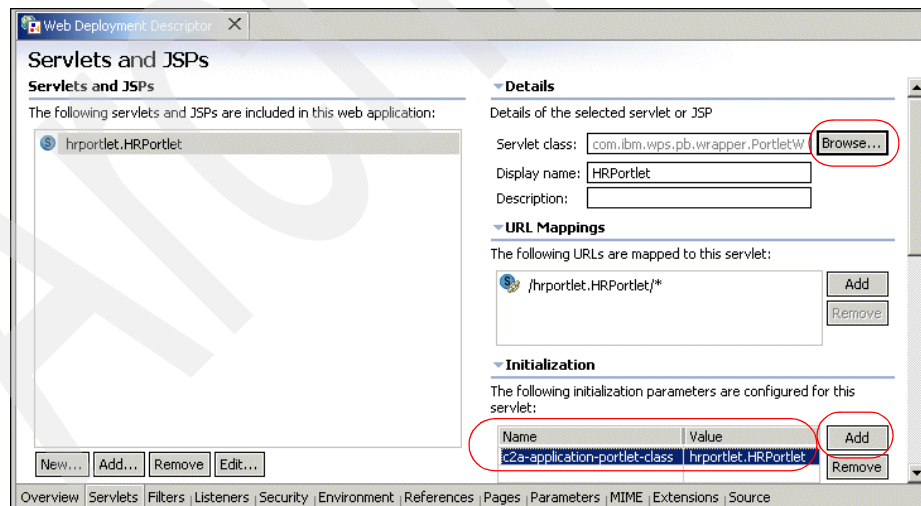 Web Deployment Descriptor
Servlets and JSPs
Servlets and JSPs
The following servlets and JSPs are included in this web application:
hrportlet.HRPortlet
New... Add... Remove Edit...
Details
Details of the selected servlet or JSP
Servlet class: com.ibm.wps.pb.wrapper.PortletW Browse...
Display name: HRPortlet
Description:
URL Mappings
The following URLs are mapped to this servlet:
/hrportlet.HRPortlet/* Add
Remove
Initialization
The following initialization parameters are configured for this
servlet:
Name Value Add
c2a-application-portlet-class hrportlet.HRPortlet Remove
Overview Servlets Filters Listeners Security Environment References Pages Parameters MIME Extensions Source